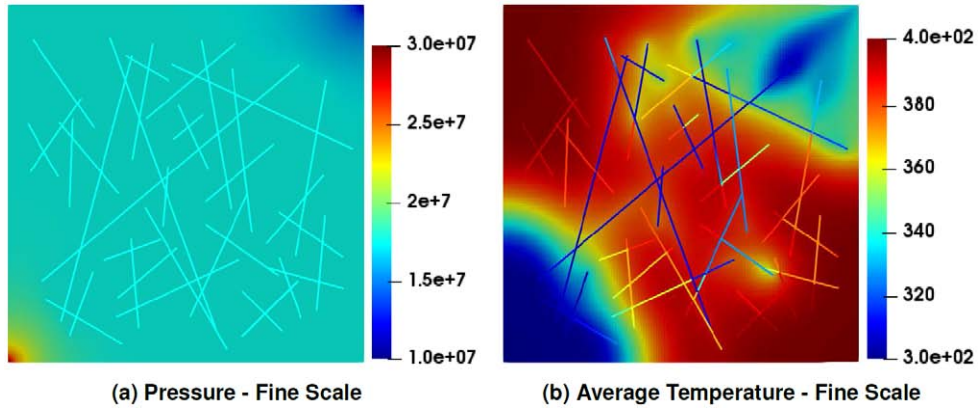 3.0e+07
2.5e+7
2e+7
1.5e+7
1.0e+07
4.0e+02
380
360
340
320
3.0e+02
(a) Pressure - Fine Scale
(b) Average Temperature - Fine Scale